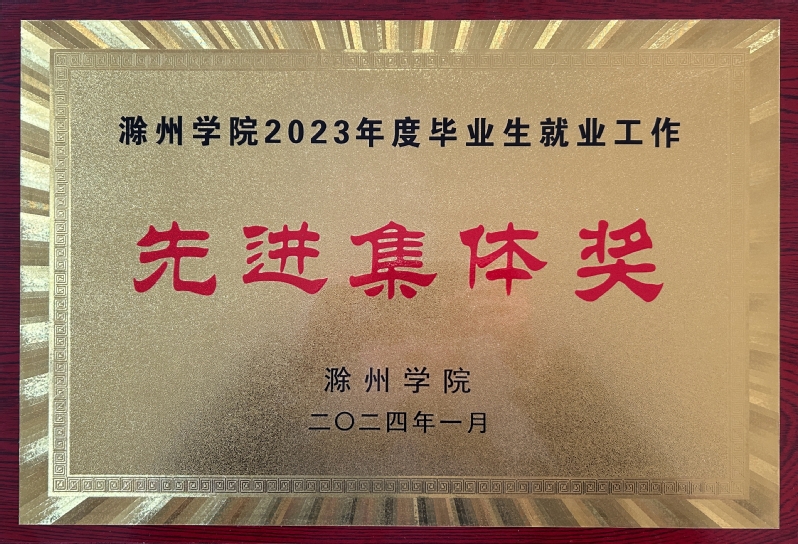 滁州学院2023年度毕业生就业工作
先进集体奖
滁州学院
二〇二四年一月